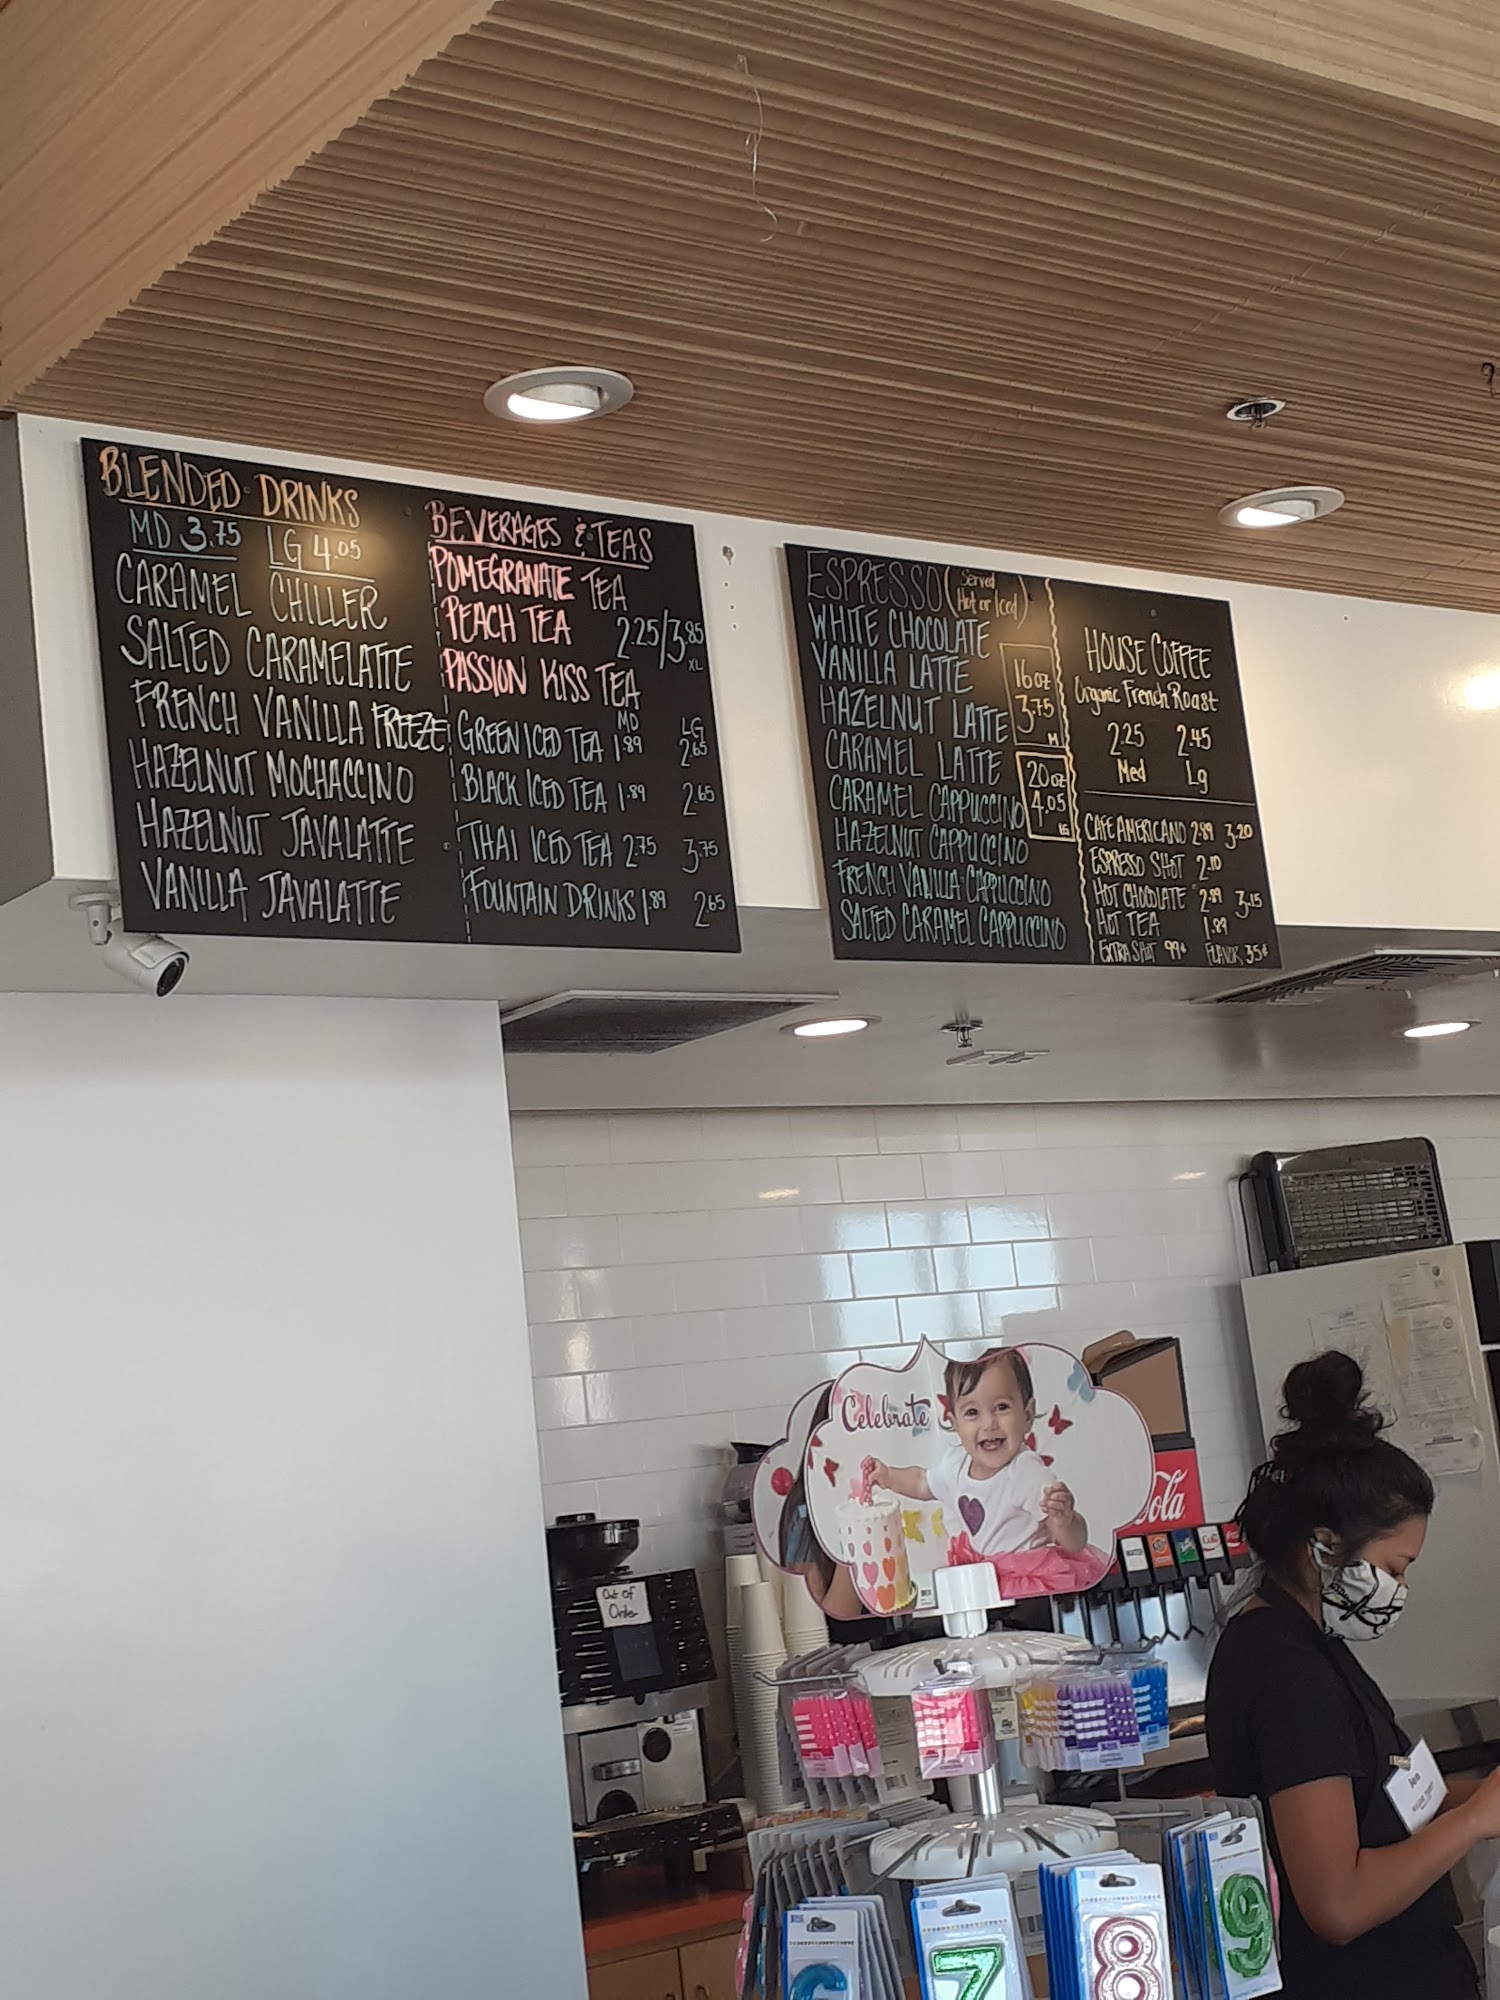 BLENDED DRINKS
MD 3.75 LG 4.05
CARAMEL CHILLER
SALTED CARAMELATTE
FRENCH VANILLA FREEZE
HAZELNUT MOCHACCINO
HAZELNUT JAVALATTE
VANILLA JAVALATTE
BEVERAGES & TEAS
POMEGRANATE TEA
PEACH TEA 2.25/3.85
XL
PASSION KISS TEA
MD LG
GREEN ICED TEA 1.89 2.65
BLACK ICED TEA 1.89 2.65
THAI ICED TEA 2.75 3.75
FOUNTAIN DRINKS 1.89 2.65
ESPRESSO (Served
Hot or Iced)
WHITE CHOCOLATE
VANILLA LATTE
HAZELNUT LATTE
CARAMEL LATTE
CARAMEL CAPPUCCINO
HAZELNUT CAPPUCCINO
FRENCH VANILLA CAPPUCCINO
SALTED CARAMEL CAPPUCCINO
16oz
3.75
M
20oz
4.05
LG
HOUSE COFFEE
Organic French Roast
2.25 2.45
Med Lg
CAFE AMERICANO 2.89 3.20
ESPRESSO SHOT 2.10
HOT CHOCOLATE 2.89 3.15
HOT TEA 1.89
EXTRA SHOT 99¢ FLAVOR 35¢
Celebrate
Cola
Out of
Order
Jen
7
8
9